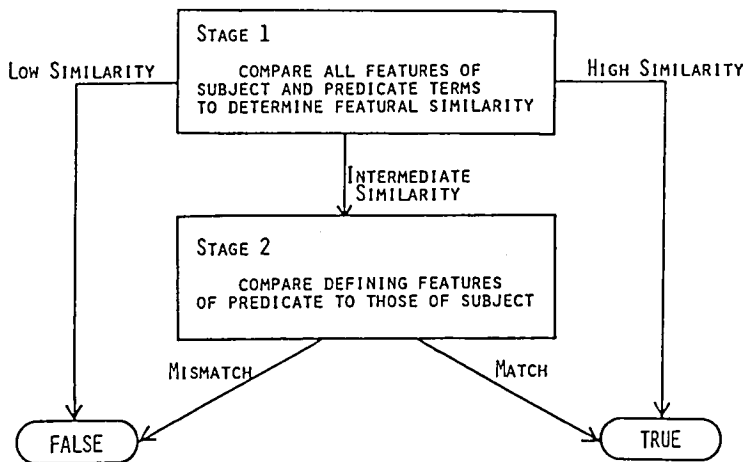 STAGE 1
COMPARE ALL FEATURES OF
SUBJECT AND PREDICATE TERMS
TO DETERMINE FEATURAL SIMILARITY
LOW SIMILARITY
HIGH SIMILARITY
INTERMEDIATE
SIMILARITY
STAGE 2
COMPARE DEFINING FEATURES
OF PREDICATE TO THOSE OF SUBJECT
MISMATCH
MATCH
FALSE
TRUE